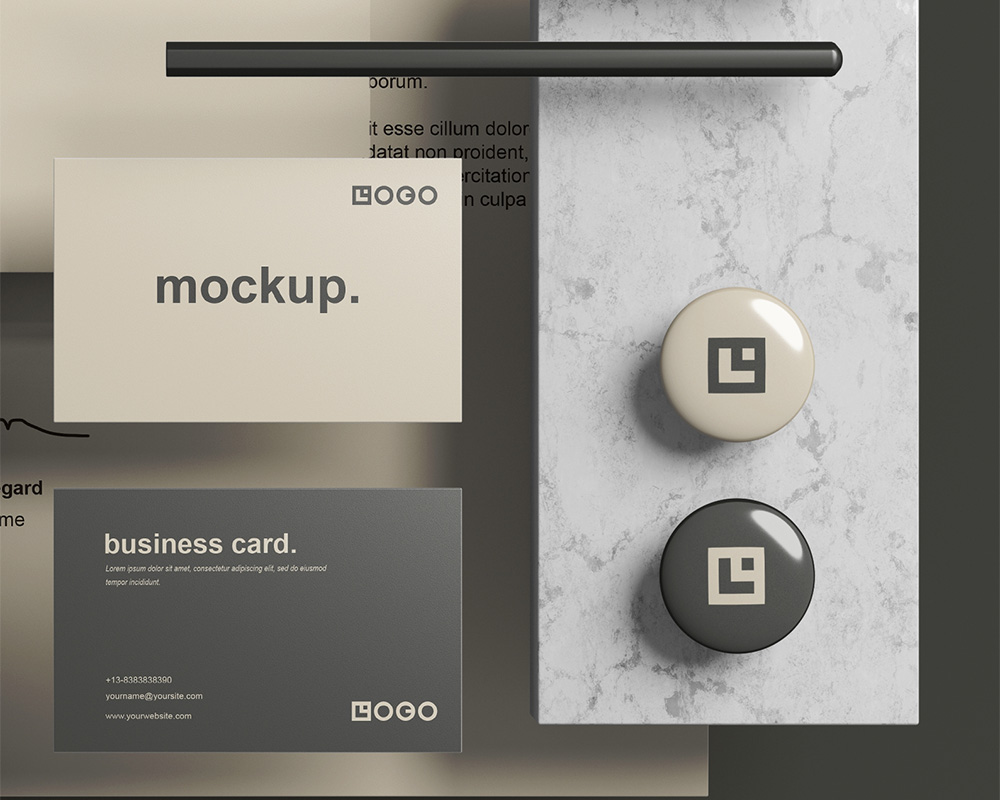 borum.
it esse cillum dolor
datat non proident,
ercitation
n culpa
LOGO
mockup.
egard
me
business card.
Lorem ipsum dolor sit amet, consectetur adipiscing elit, sed do eiusmod
tempor incididunt.
+13-8383838390
yourname@yoursite.com
www.yourwebsite.com
LOGO